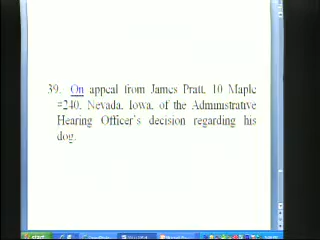 39. On appeal from James Pratt, 10 Maple
#240, Nevada, Iowa, of the Administrative
Hearing Officer's decision regarding his
dog.
start